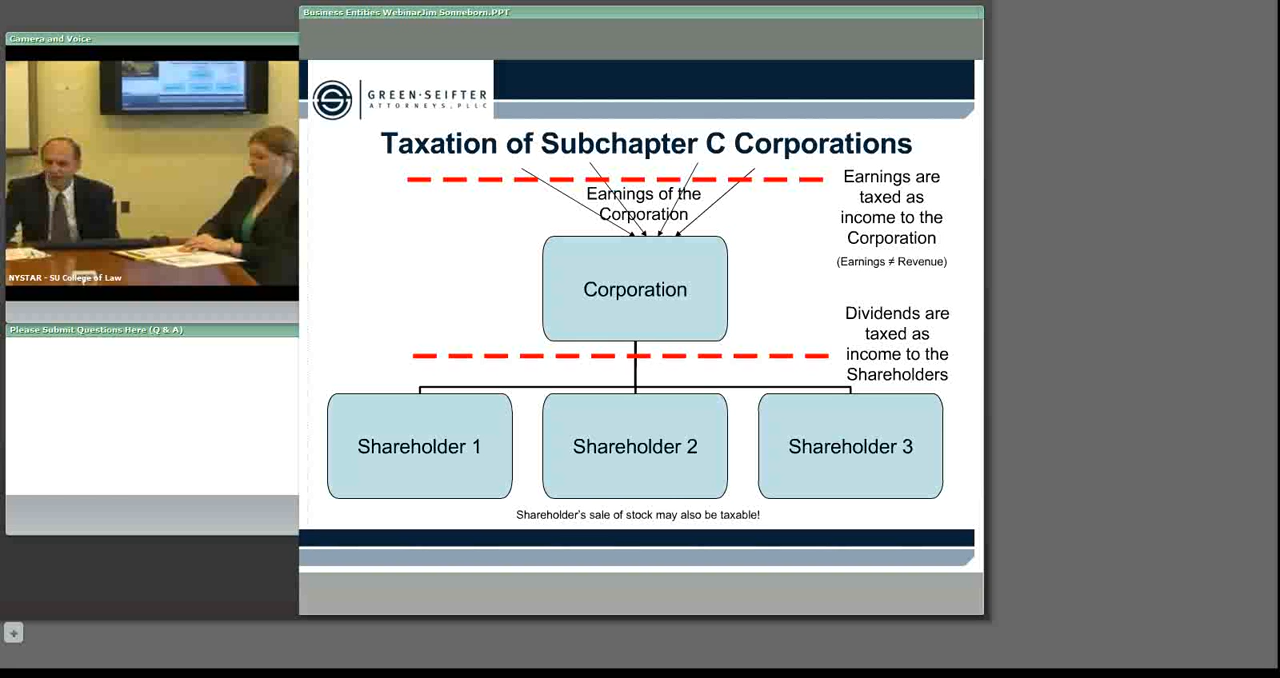 Business Entities WebinarJim Sonneborn.PPT
Camera and Voice
NYSTAR - SU College of Law
Please Submit Questions Here (Q & A)
GREEN·SEIFTER
ATTORNEYS, PLLC
Taxation of Subchapter C Corporations
Earnings of the
Corporation
Earnings are
taxed as
income to the
Corporation
(Earnings ≠ Revenue)
Corporation
Dividends are
taxed as
income to the
Shareholders
Shareholder 1
Shareholder 2
Shareholder 3
Shareholder's sale of stock may also be taxable!